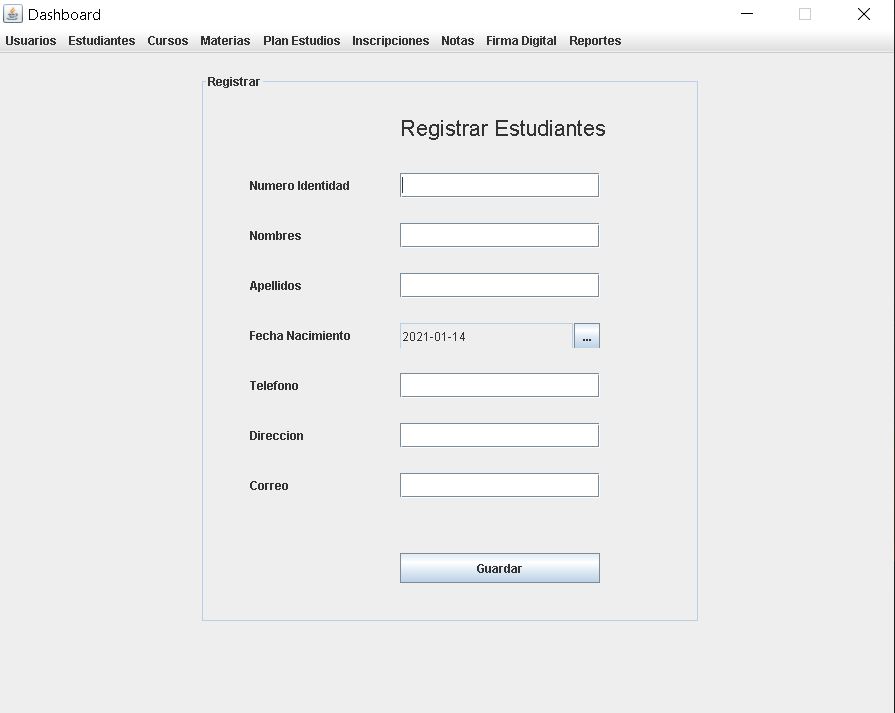 Dashboard
Usuarios Estudiantes Cursos Materias Plan Estudios Inscripciones Notas Firma Digital Reportes
Registrar
Registrar Estudiantes
Numero Identidad
Nombres
Apellidos
Fecha Nacimiento 2021-01-14 ...
Telefono
Direccion
Correo
Guardar